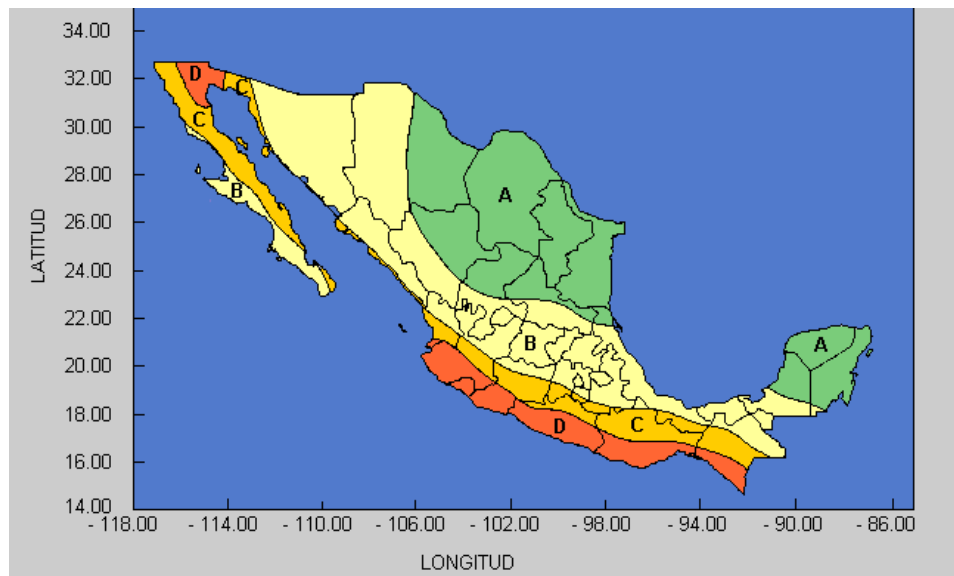 34.00
32.00
30.00
28.00
26.00
24.00
22.00
20.00
18.00
16.00
14.00
LATITUD
D
C
C
B
A
B
A
C
D
- 118.00 - 114.00 - 110.00 - 106.00 - 102.00 - 98.00 - 94.00 - 90.00 - 86.00
LONGITUD